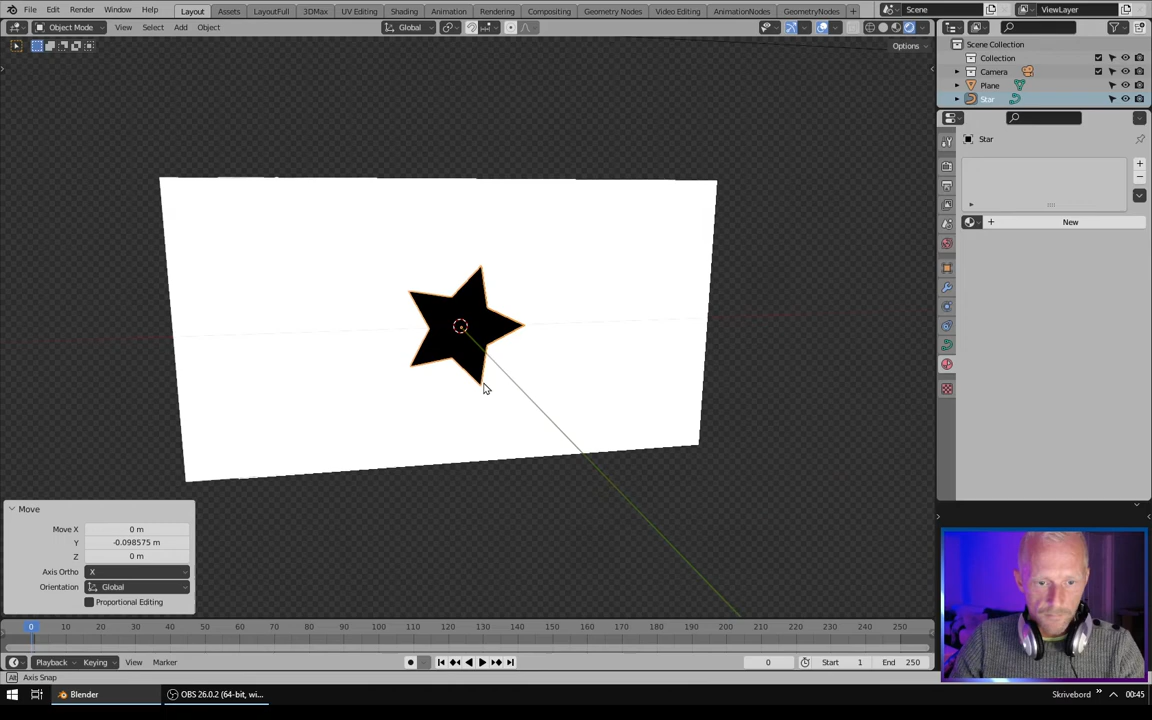 File Edit Render Window Help Layout Assets LayoutFull 3DMax UV Editing Shading Animation Rendering Compositing Geometry Nodes Video Editing AnimationNodes GeometryNodes + Scene ViewLayer
Object Mode View Select Add Object Global
Options
Scene Collection
Collection
Camera
Plane
Star
Star
+ New
Move
Move X 0 m
Y -0.098575 m
Z 0 m
Axis Ortho X
Orientation Global
Proportional Editing
0 10 20 30 40 50 60 70 80 90 100 110 120 130 140 150 160 170 180 190 200 210 220 230 240 250
Playback Keying View Marker 0 Start 1 End 250
Alt Axis Snap
Blender OBS 26.0.2 (64-bit, wi... Skrivebord 00:45